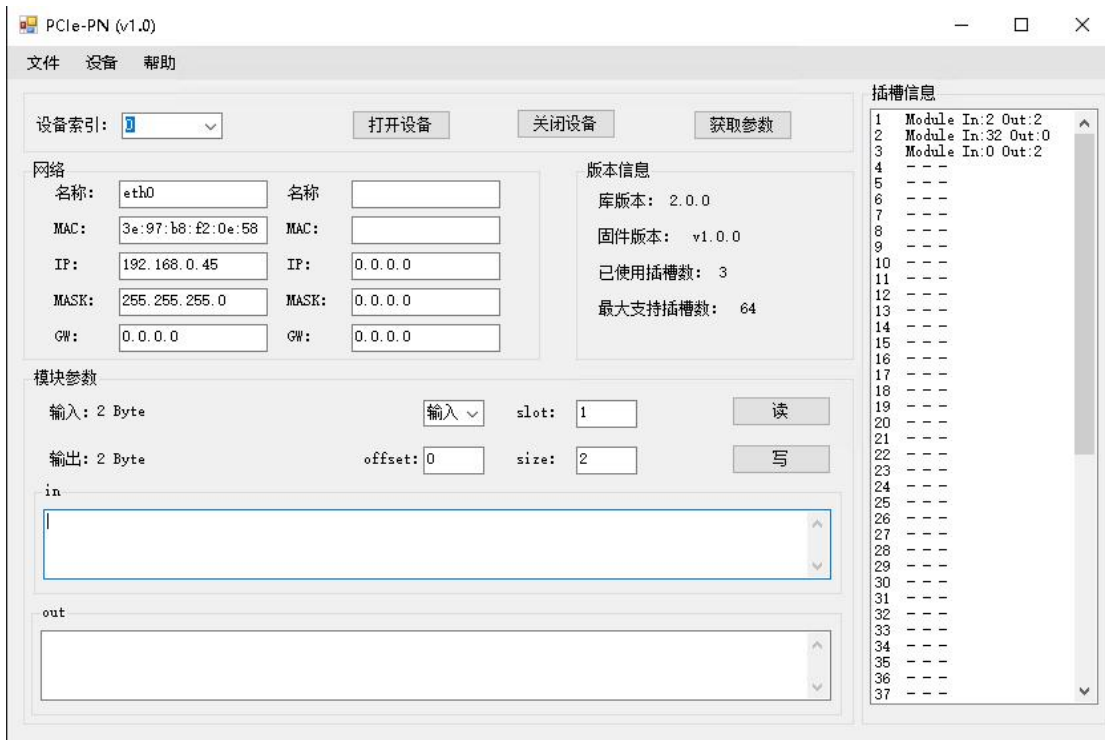 PCIe-PN (v1.0)
文件 设备 帮助
设备索引: 0 打开设备 关闭设备 获取参数
网络
名称: eth0 名称
MAC: 3e:97:b8:f2:0e:58 MAC:
IP: 192.168.0.45 IP: 0.0.0.0
MASK: 255.255.255.0 MASK: 0.0.0.0
GW: 0.0.0.0 GW: 0.0.0.0
版本信息
库版本: 2.0.0
固件版本: v1.0.0
已使用插槽数: 3
最大支持插槽数: 64
模块参数
输入: 2 Byte 输入 slot: 1 读
输出: 2 Byte offset: 0 size: 2 写
in
out
插槽信息
1 Module In:2 Out:2
2 Module In:32 Out:0
3 Module In:0 Out:2
4 - - -
5 - - -
6 - - -
7 - - -
8 - - -
9 - - -
10 - - -
11 - - -
12 - - -
13 - - -
14 - - -
15 - - -
16 - - -
17 - - -
18 - - -
19 - - -
20 - - -
21 - - -
22 - - -
23 - - -
24 - - -
25 - - -
26 - - -
27 - - -
28 - - -
29 - - -
30 - - -
31 - - -
32 - - -
33 - - -
34 - - -
35 - - -
36 - - -
37 - - -